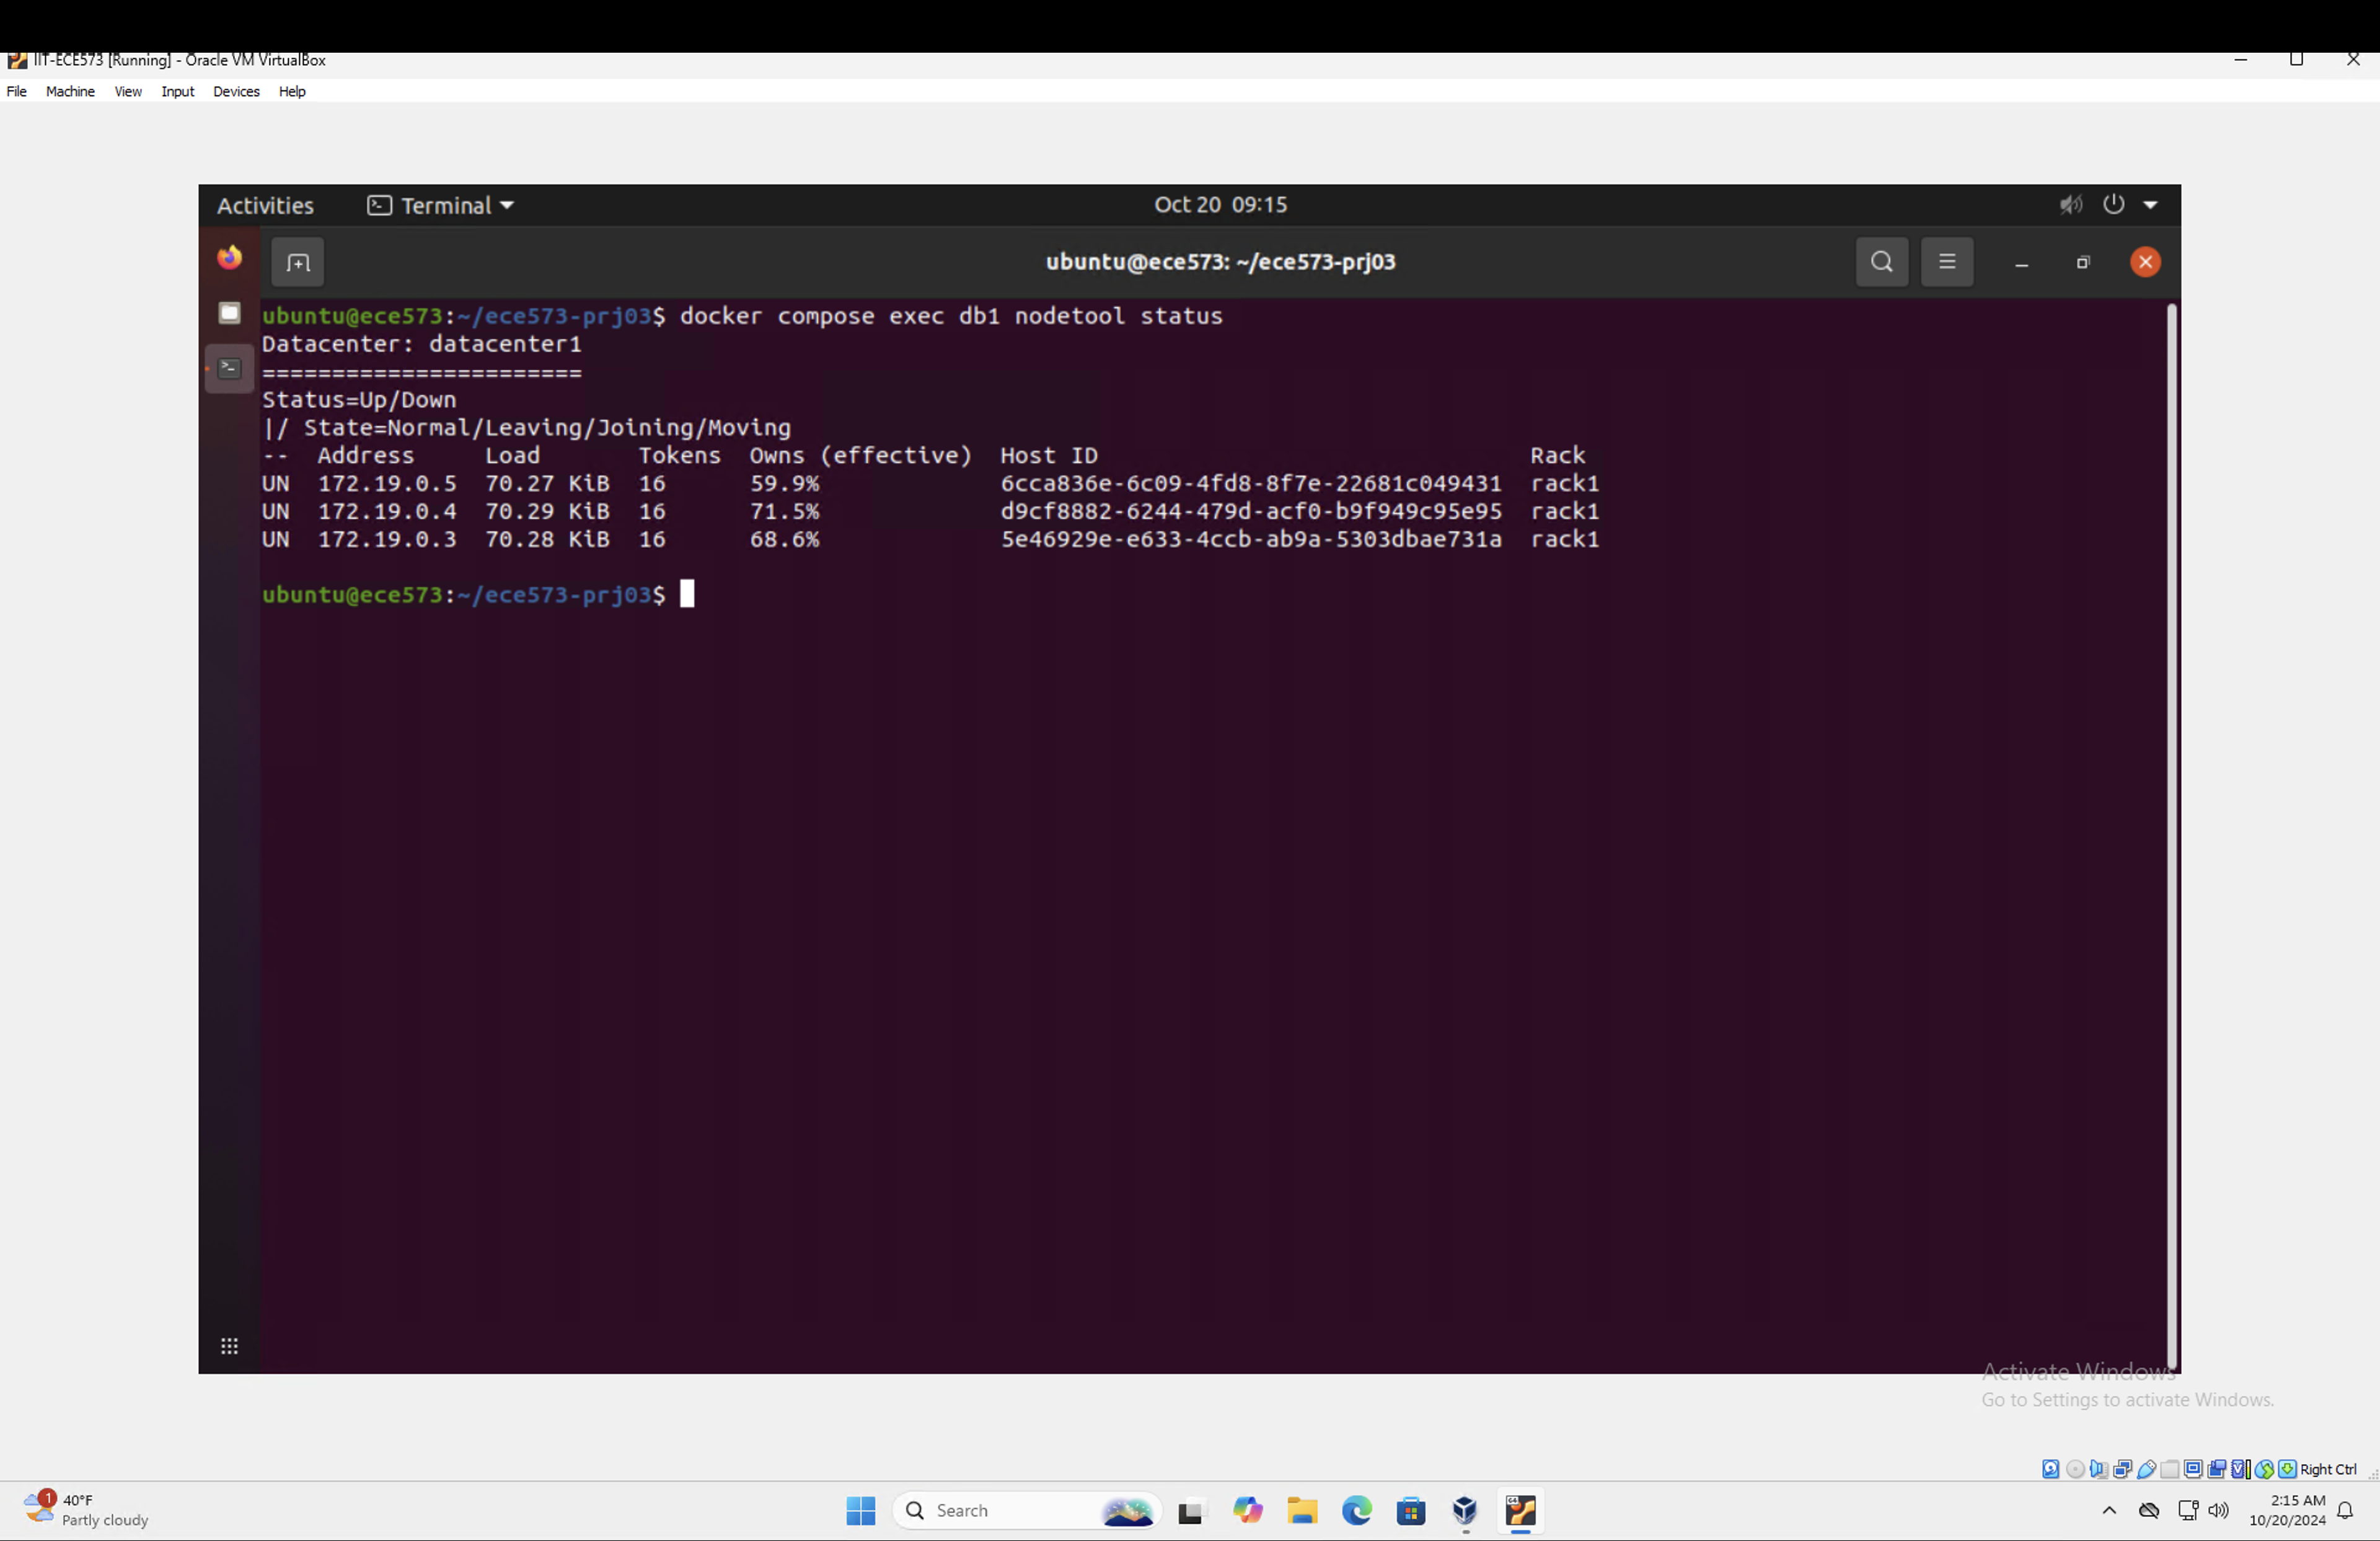 IIT-ECE573 [Running] - Oracle VM VirtualBox
File Machine View Input Devices Help
Activities Terminal Oct 20 09:15
ubuntu@ece573: ~/ece573-prj03
ubuntu@ece573:~/ece573-prj03$ docker compose exec db1 nodetool status
Datacenter: datacenter1
=======================
Status=Up/Down
|/ State=Normal/Leaving/Joining/Moving
-- Address Load Tokens Owns (effective) Host ID Rack
UN 172.19.0.5 70.27 KiB 16 59.9% 6cca836e-6c09-4fd8-8f7e-22681c049431 rack1
UN 172.19.0.4 70.29 KiB 16 71.5% d9cf8882-6244-479d-acf0-b9f949c95e95 rack1
UN 172.19.0.3 70.28 KiB 16 68.6% 5e46929e-e633-4ccb-ab9a-5303dbae731a rack1
ubuntu@ece573:~/ece573-prj03$
Activate Windows
Go to Settings to activate Windows.
Right Ctrl
1
40°F
Partly cloudy
Search
2:15 AM
10/20/2024